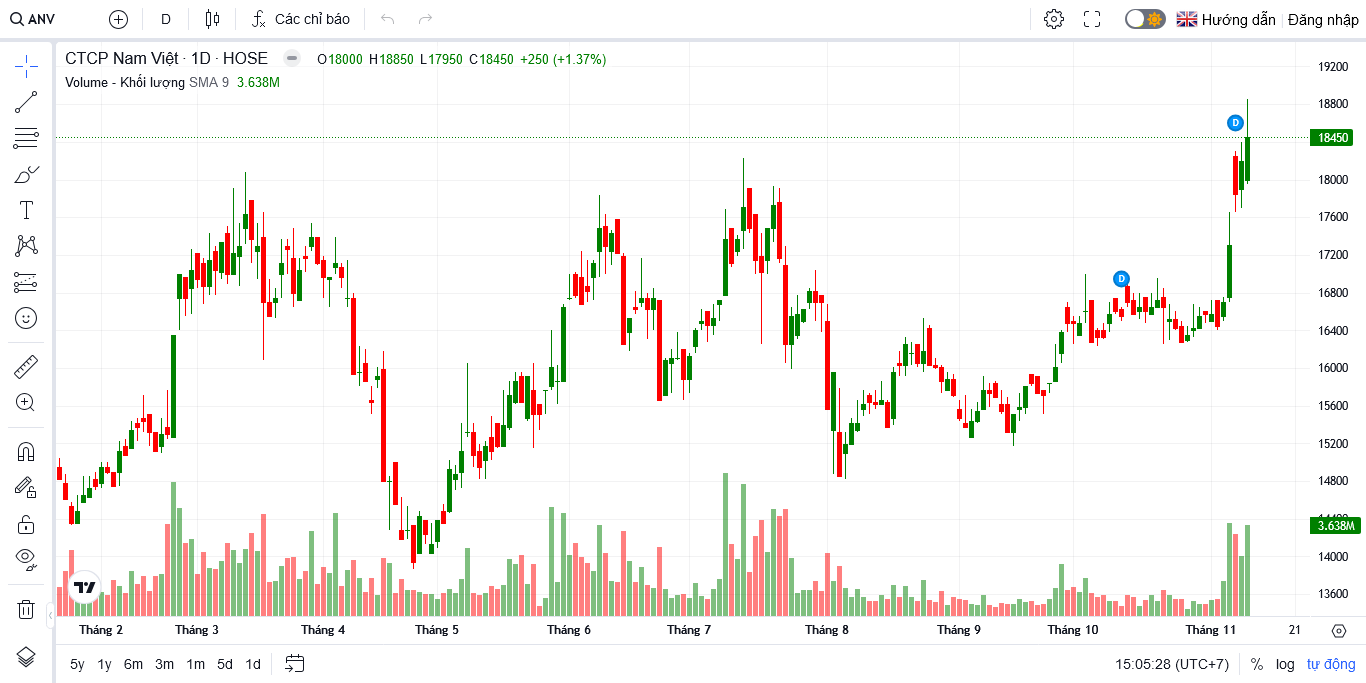 ANV D Các chỉ báo Hướng dẫn Đăng nhập
CTCP Nam Việt · 1D · HOSE O18000 H18850 L17950 C18450 +250 (+1.37%)
Volume - Khối lượng SMA 9 3.638M
19200
18800
D
18450
18000
17600
17200
D
16800
16400
16000
15600
15200
14800
14400
3.638M
14000
13600
Tháng 2 Tháng 3 Tháng 4 Tháng 5 Tháng 6 Tháng 7 Tháng 8 Tháng 9 Tháng 10 Tháng 11 21
5y 1y 6m 3m 1m 5d 1d 15:05:28 (UTC+7) % log tự động